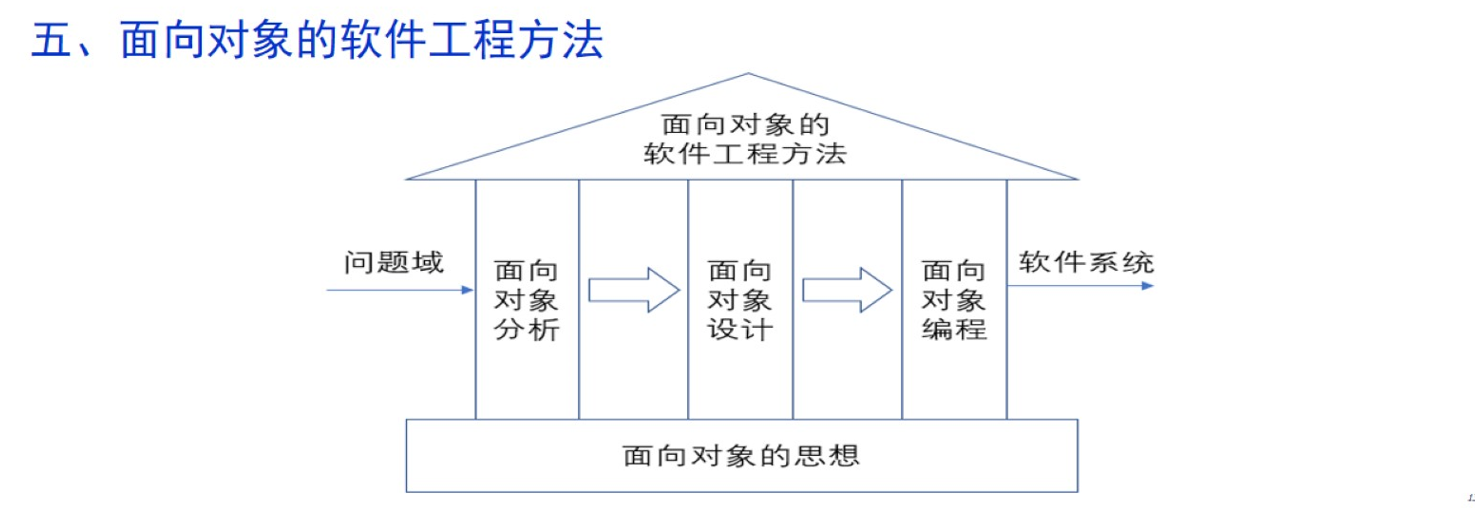 五、面向对象的软件工程方法
面向对象的
软件工程方法
问题域
面向
对象
分析
面向
对象
设计
面向
对象
编程
软件系统
面向对象的思想